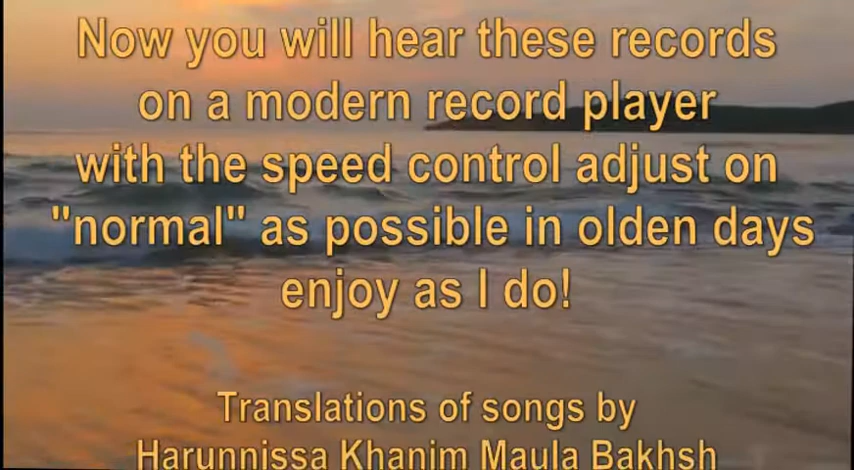 Now you will hear these records
on a modern record player
with the speed control adjust on
"normal" as possible in olden days
enjoy as I do!
Translations of songs by
Harunnissa Khanim Maula Bakhsh